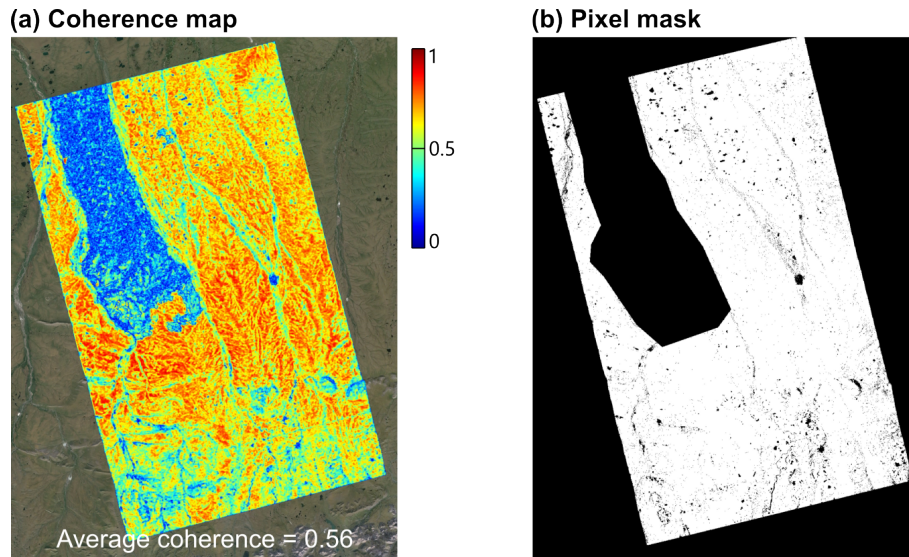 (a) Coherence map
(b) Pixel mask
1
0.5
0
Average coherence = 0.56